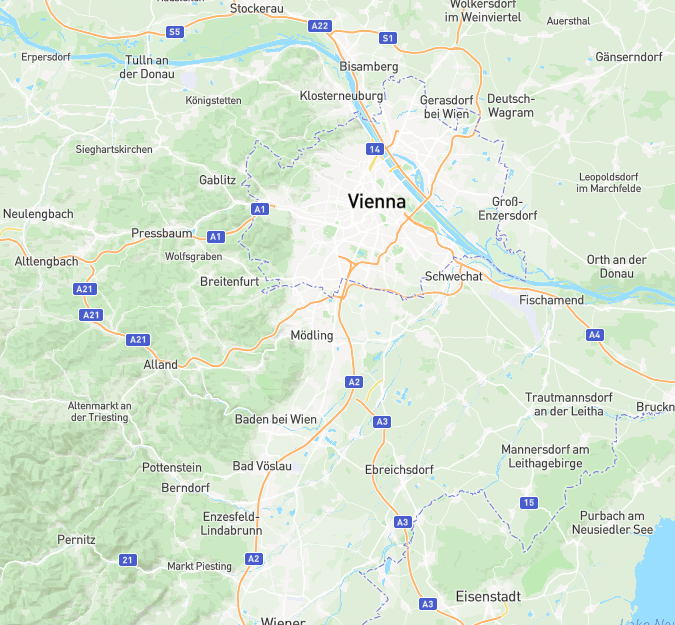 Stockerau
Wolkersdorf
im Weinviertel
Auersthal
A22
S5
S1
Erpersdorf
Tulln an
der Donau
Bisamberg
Gänserndorf
Königstetten
Klosterneuburg
Gerasdorf
bei Wien
Deutsch-
Wagram
Sieghartskirchen
14
Gablitz
Leopoldsdorf
im Marchfelde
Neulengbach
A1
Vienna
Groß-
Enzersdorf
Pressbaum
A1
Altlengbach
Wolfsgraben
Orth an der
Donau
Breitenfurt
Schwechat
A21
Fischamend
A21
A21
Mödling
A4
Alland
A2
Altenmarkt an
der Triesting
Baden bei Wien
A3
Trautmannsdorf
an der Leitha
Bruckn
Mannersdorf am
Leithagebirge
Pottenstein
Bad Vöslau
Ebreichsdorf
Berndorf
15
Enzesfeld-
Lindabrunn
A3
Purbach am
Neusiedler See
Pernitz
21
A2
Markt Piesting
Eisenstadt
A3
Wiener
Lake Neu